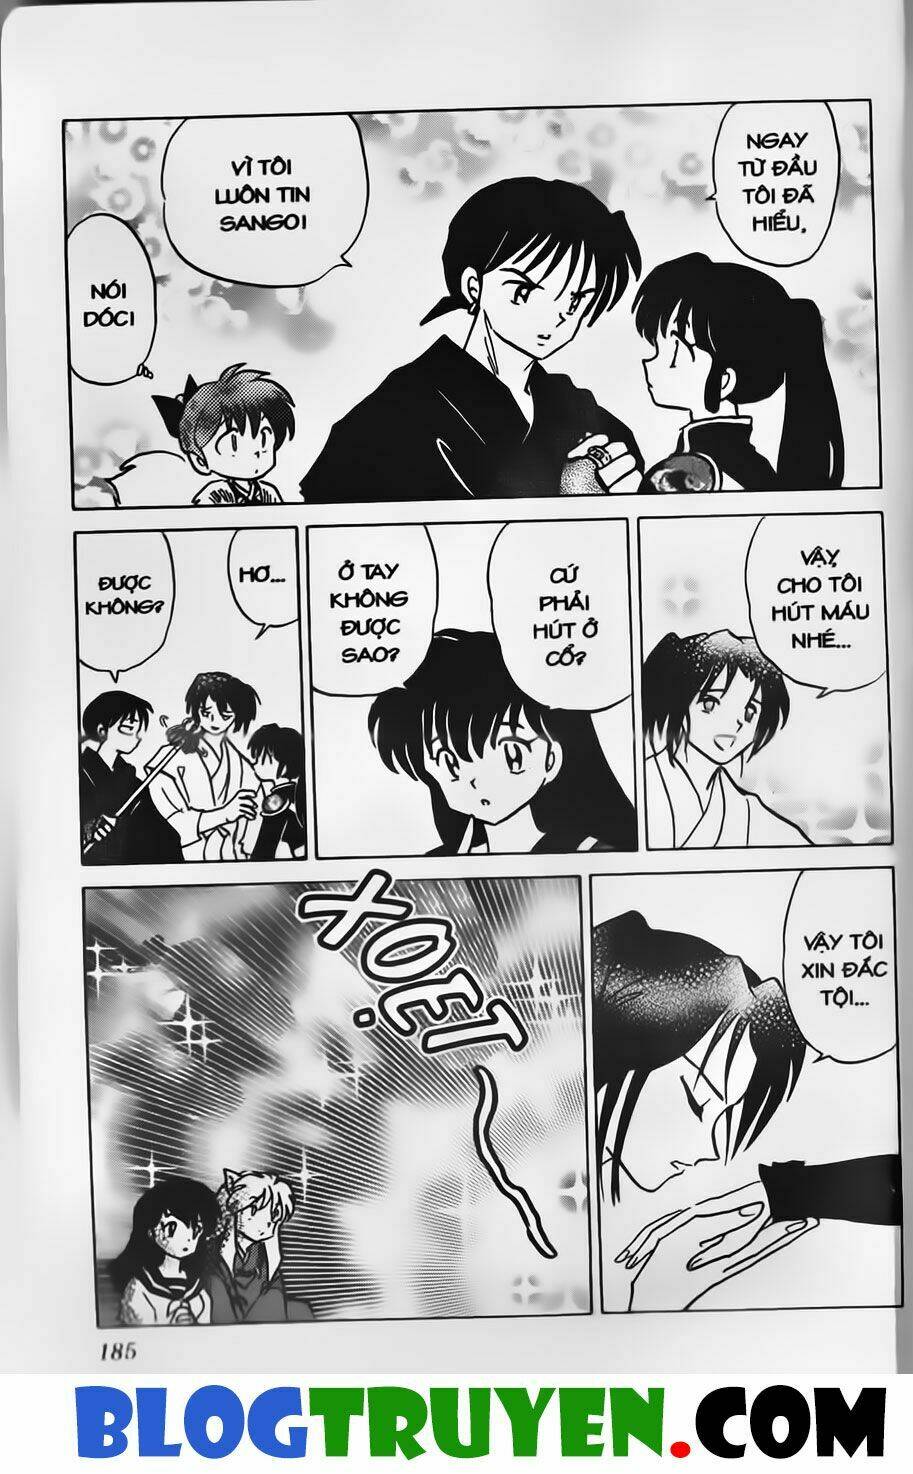 NGAY
TỪ ĐẦU
TÔI ĐÃ
HIỂU,
VÌ TÔI
LUÔN TIN
SANGO!
NÓI
DÓC!
VẬY,
CHO TÔI
HÚT MÁU
NHÉ...
CỨ
PHẢI
HÚT Ở
CỔ?
Ở TAY
KHÔNG
ĐƯỢC
SAO?
HƠ...
ĐƯỢC
KHÔNG?
VẬY TÔI
XIN ĐẮC
TỘI...
XOẸT
185
BLOGTRUYEN.COM